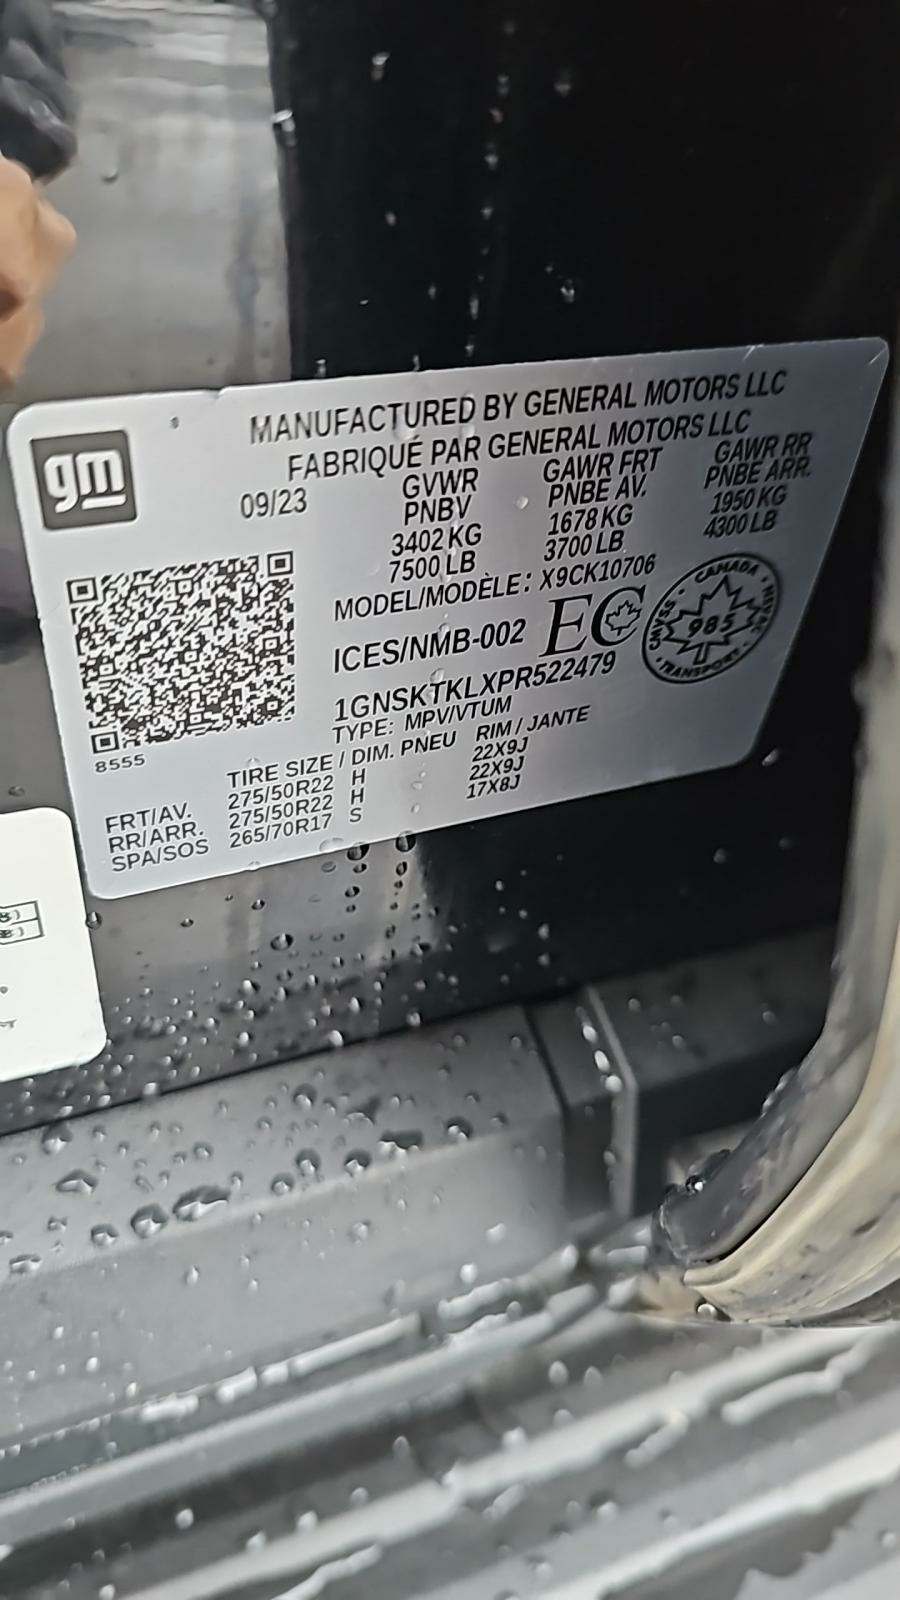 gm
MANUFACTURED BY GENERAL MOTORS LLC
FABRIQUÉ PAR GENERAL MOTORS LLC
09/23
GVWR GAWR FRT GAWR RR
PNBV PNBE AV. PNBE ARR.
3402 KG 1678 KG 1950 KG
7500 LB 3700 LB 4300 LB
MODEL/MODÈLE: X9CK10706
ICES/NMB-002 EC
CANADA
985
TRANSPORT
1GNSKTKLXPR522479
TYPE: MPV/VTUM
8555
TIRE SIZE / DIM. PNEU RIM / JANTE
FRT/AV. 275/50R22 H 22X9J
RR/ARR. 275/50R22 H 22X9J
SPA/SOS 265/70R17 S 17X8J